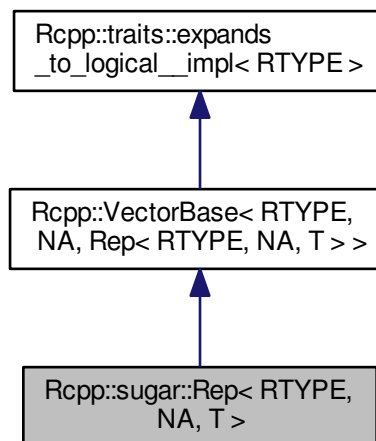 Rcpp::traits::expands
_to_logical__impl< RTYPE >
Rcpp::VectorBase< RTYPE,
NA, Rep< RTYPE, NA, T > >
Rcpp::sugar::Rep< RTYPE,
NA, T >